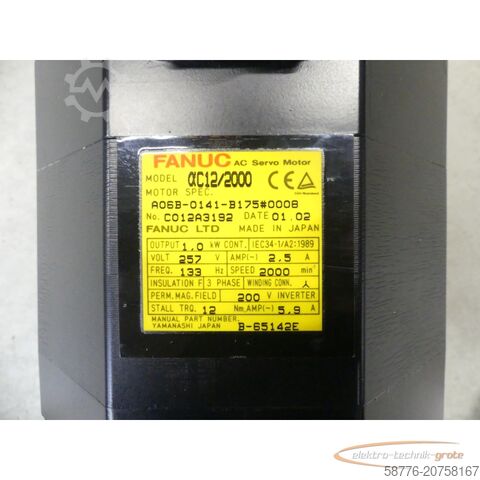 FANUC AC Servo Motor
MODEL αC12/2000
MOTOR SPEC.
A06B-0141-B175#0008
No. C012A3192 DATE 01.02
FANUC LTD MADE IN JAPAN
OUTPUT 1.0 kW CONT. IEC34-1/A2:1989
VOLT 257 V AMP(~) 2.5 A
FREQ. 133 Hz SPEED 2000 min⁻¹
INSULATION F 3 PHASE WINDING CONN. 人
PERM.MAG.FIELD 200 V INVERTER
STALL TRQ. 12 Nm,AMP(~) 5.9 A
MANUAL PART NUMBER
YAMANASHI JAPAN B-65142E
elektro-technik-grote
58776-20758167